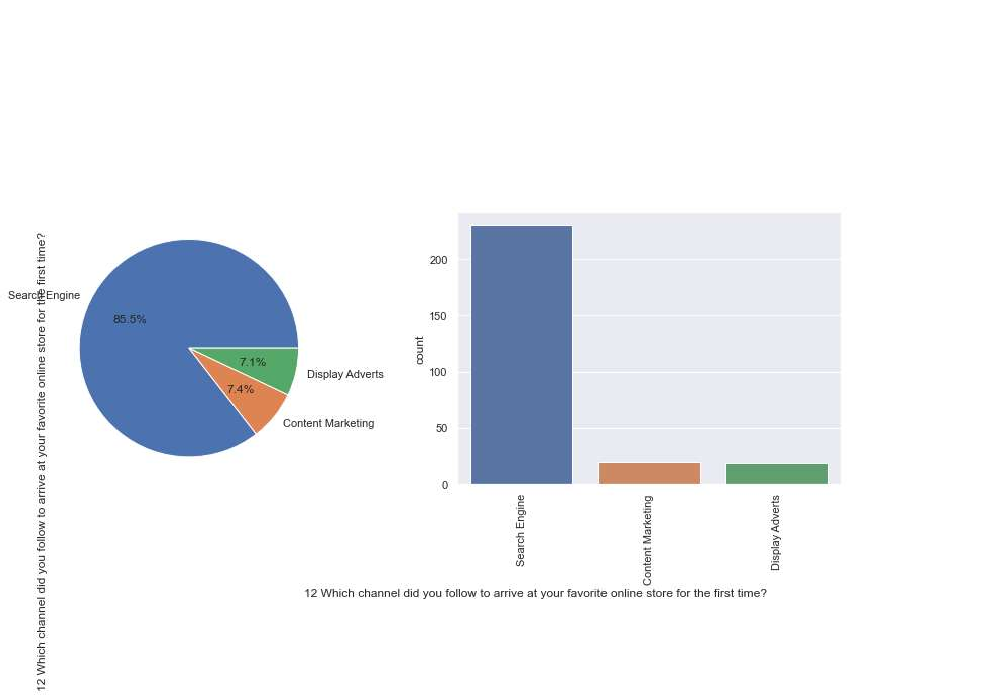 12 Which channel did you follow to arrive at your favorite online store for the first time?
Search Engine
85.5%
7.1%
Display Adverts
7.4%
Content Marketing
count
200
150
100
50
0
Search Engine
Content Marketing
Display Adverts
12 Which channel did you follow to arrive at your favorite online store for the first time?